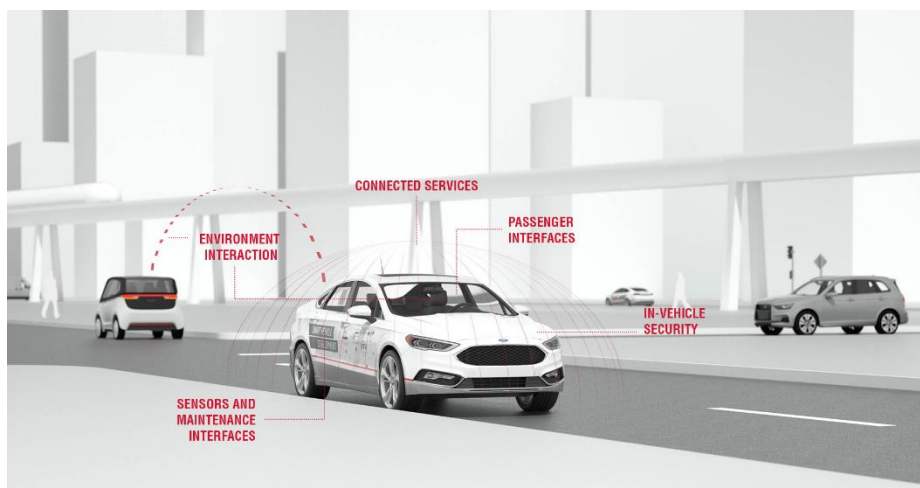 CONNECTED SERVICES
PASSENGER
INTERFACES
ENVIRONMENT
INTERACTION
IN-VEHICLE
SECURITY
SENSORS AND
MAINTENANCE
INTERFACES